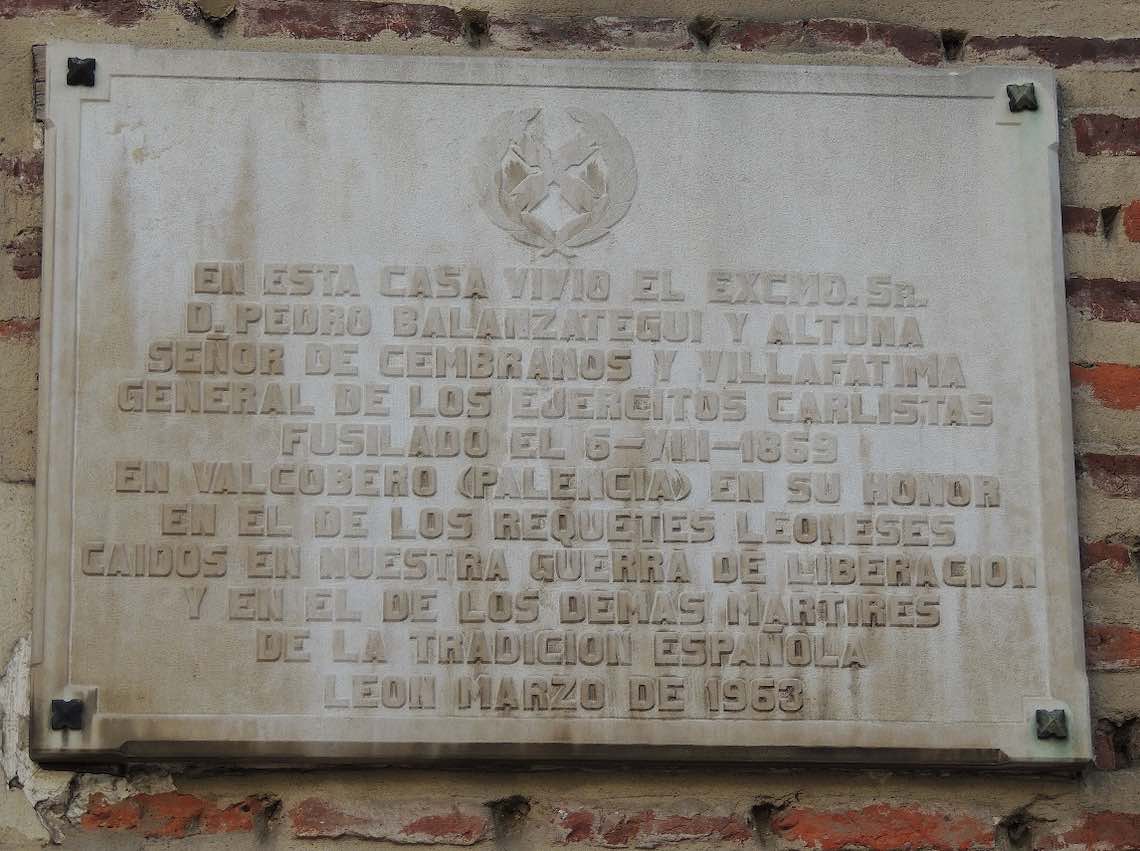 EN ESTA CASA VIVIO EL EXCMO. SR.
D. PEDRO BALANZATEGUI Y ALTUNA
SEÑOR DE CEMBRANOS Y VILLAFATIMA
GENERAL DE LOS EJERCITOS CARLISTAS
FUSILADO EL 6-VIII-1869
EN VALCOBERO (PALENCIA) EN SU HONOR
EN EL DE LOS REQUETES LEONESES
CAIDOS EN NUESTRA GUERRA DE LIBERACION
Y EN EL DE LOS DEMAS MARTIRES
DE LA TRADICION ESPAÑOLA
LEON MARZO DE 1963